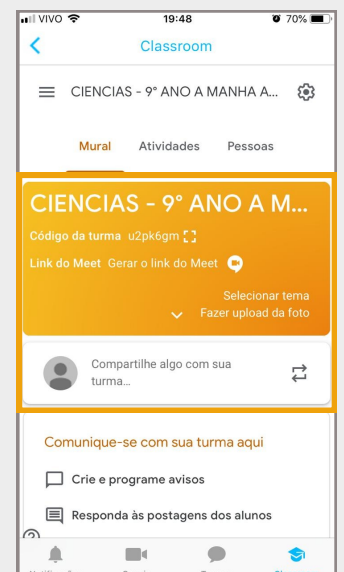 VIVO 19:48 70%
Classroom
CIENCIAS - 9° ANO A MANHA A...
Mural Atividades Pessoas
CIENCIAS - 9° ANO A M...
Código da turma u2pk6gm
Link do Meet Gerar o link do Meet
Selecionar tema
Fazer upload da foto
Compartilhe algo com sua
turma...
Comunique-se com sua turma aqui
Crie e programe avisos
Responda às postagens dos alunos